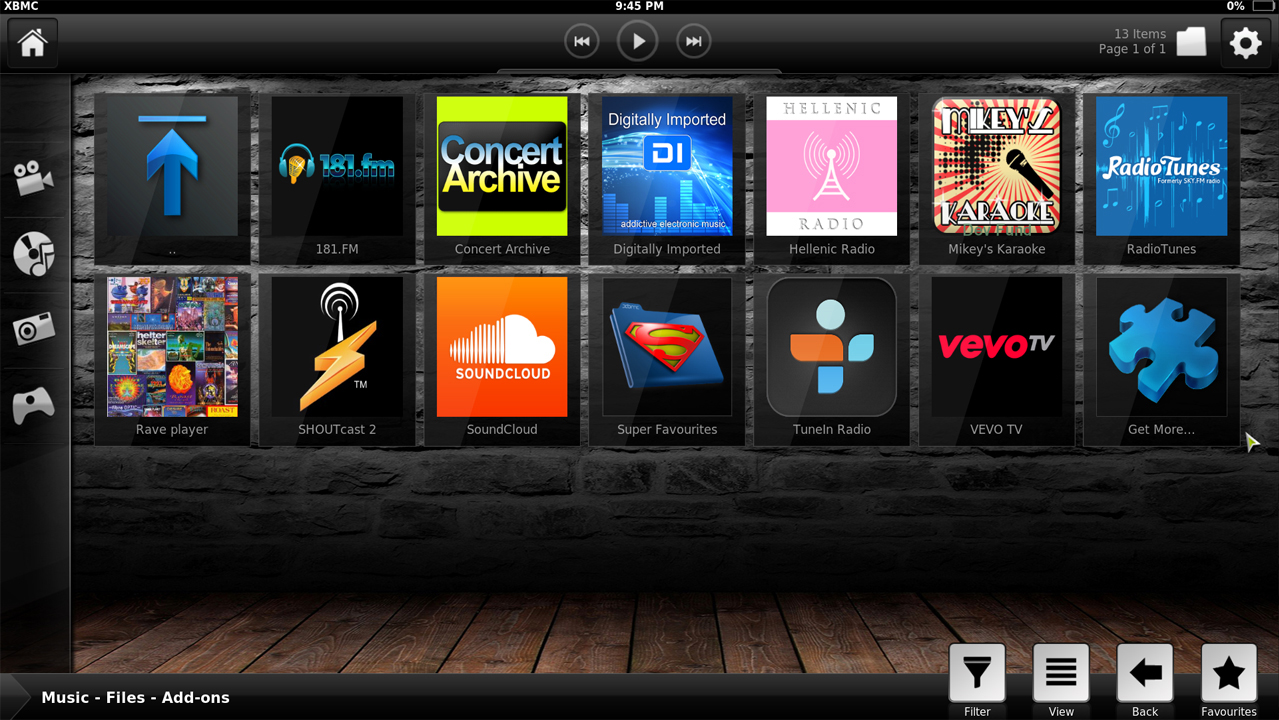 XBMC
9:45 PM
0%
13 Items
Page 1 of 1
..
181.fm
181.FM
Concert
Archive
Concert Archive
Digitally Imported
DI
addictive electronic music
Digitally Imported
HELLENIC
RADIO
Hellenic Radio
MIKEY'S
KARAOKE
Mikey's Karaoke
RadioTunes
Formerly SKY.FM radio
RadioTunes
helter
skelter
Rave player
TM
SHOUTcast 2
SOUNDCLOUD
SoundCloud
Super Favourites
TuneIn Radio
vevo TV
VEVO TV
Get More...
Music - Files - Add-ons
Filter
View
Back
Favourites